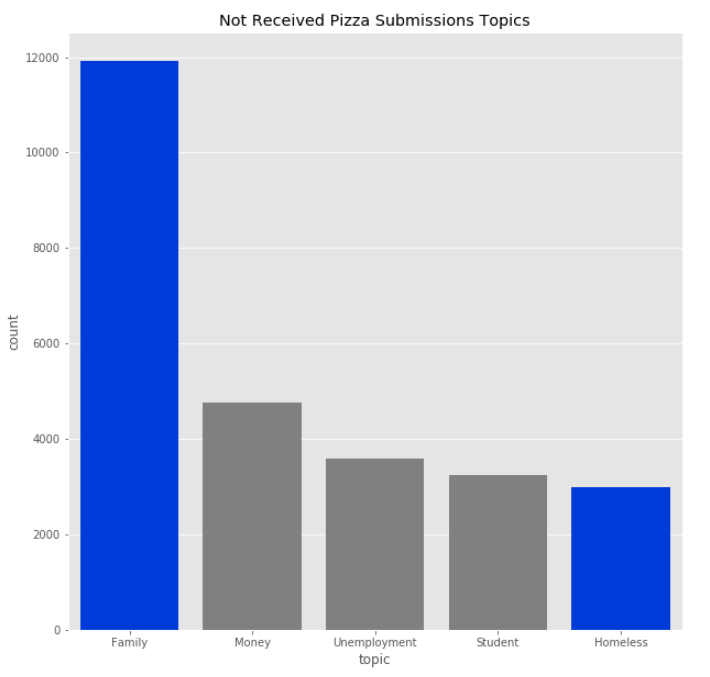 Not Received Pizza Submissions Topics
12000
10000
8000
6000
4000
2000
0
count
Family Money Unemployment Student Homeless
topic